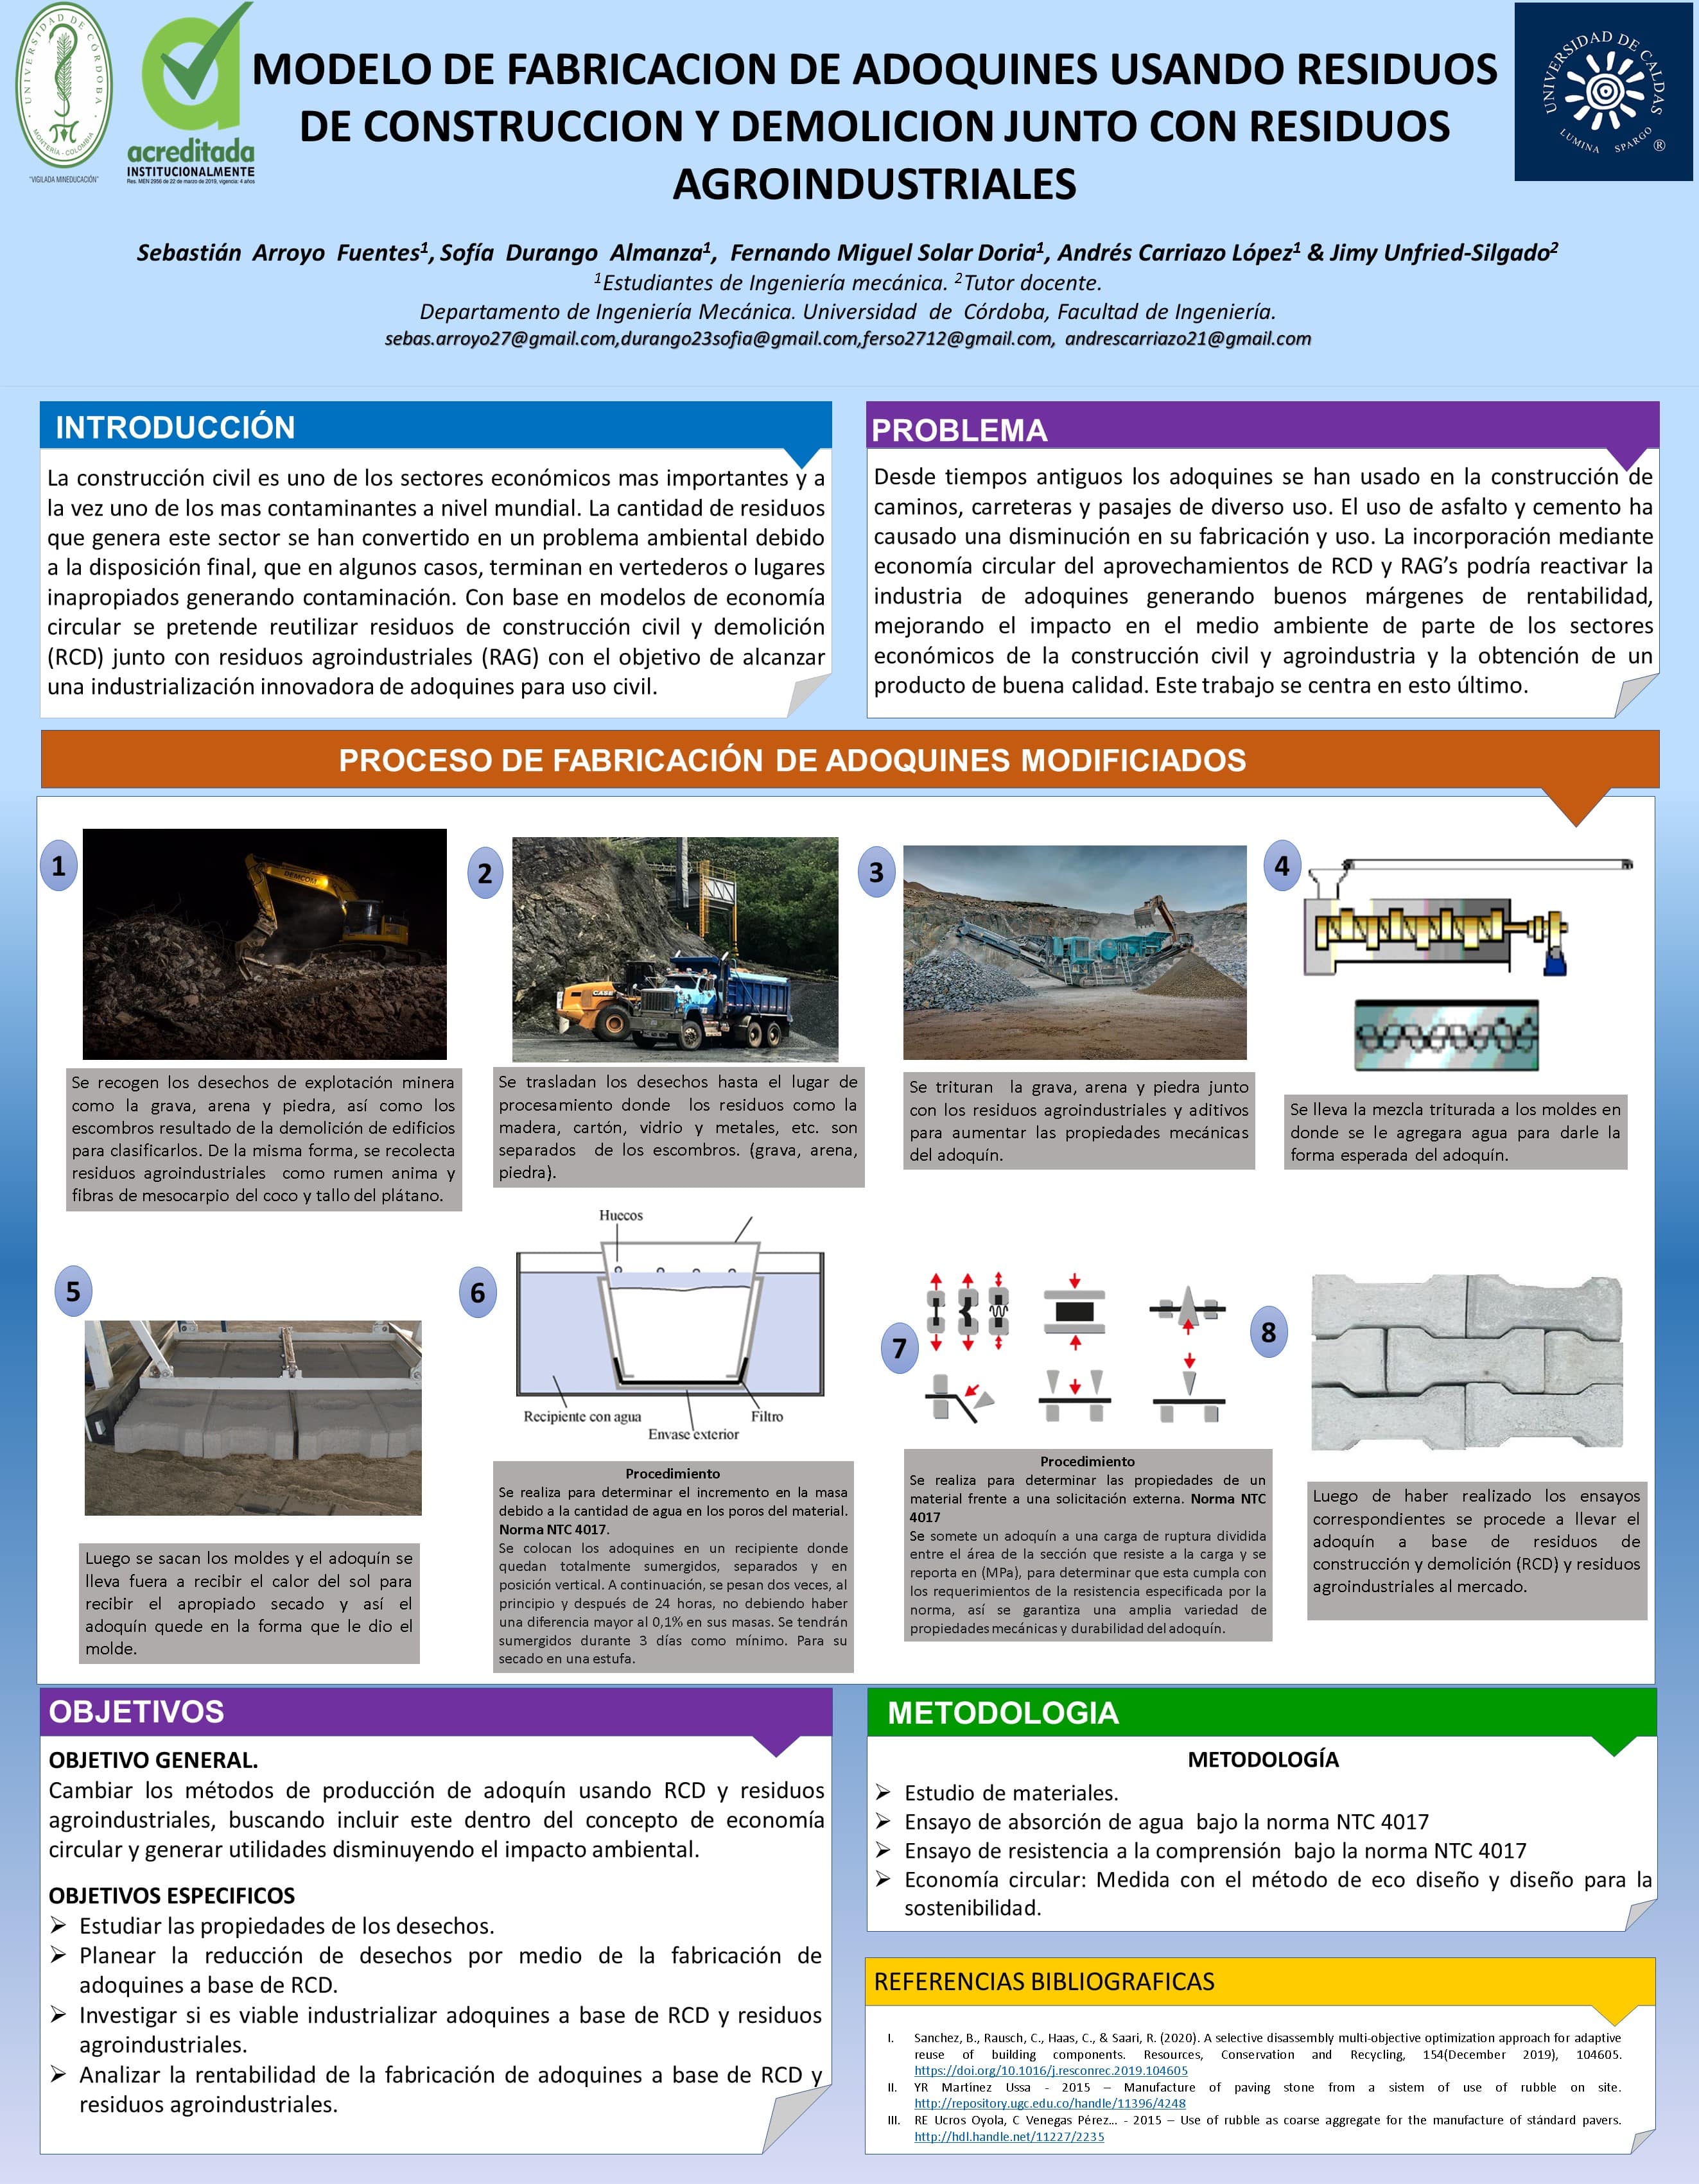 UNIVERSIDAD DE CÓRDOBA
MONTERÍA - COLOMBIA
"VIGILADA MINEDUCACIÓN"
acreditada
INSTITUCIONALMENTE
Res. MEN 2956 de 22 de marzo de 2019, vigencia: 4 años
MODELO DE FABRICACION DE ADOQUINES USANDO RESIDUOS
DE CONSTRUCCION Y DEMOLICION JUNTO CON RESIDUOS
AGROINDUSTRIALES
UNIVERSIDAD DE CALDAS
LUMINA SPARGO
®
Sebastián Arroyo Fuentes¹, Sofía Durango Almanza¹, Fernando Miguel Solar Doria¹, Andrés Carriazo López¹ & Jimy Unfried-Silgado²
¹Estudiantes de Ingeniería mecánica. ²Tutor docente.
Departamento de Ingeniería Mecánica. Universidad de Córdoba, Facultad de Ingeniería.
sebas.arroyo27@gmail.com,durango23sofia@gmail.com,ferso2712@gmail.com, andrescarriazo21@gmail.com
INTRODUCCIÓN
La construcción civil es uno de los sectores económicos mas importantes y a
la vez uno de los mas contaminantes a nivel mundial. La cantidad de residuos
que genera este sector se han convertido en un problema ambiental debido
a la disposición final, que en algunos casos, terminan en vertederos o lugares
inapropiados generando contaminación. Con base en modelos de economía
circular se pretende reutilizar residuos de construcción civil y demolición
(RCD) junto con residuos agroindustriales (RAG) con el objetivo de alcanzar
una industrialización innovadora de adoquines para uso civil.
PROBLEMA
Desde tiempos antiguos los adoquines se han usado en la construcción de
caminos, carreteras y pasajes de diverso uso. El uso de asfalto y cemento ha
causado una disminución en su fabricación y uso. La incorporación mediante
economía circular del aprovechamientos de RCD y RAG's podría reactivar la
industria de adoquines generando buenos márgenes de rentabilidad,
mejorando el impacto en el medio ambiente de parte de los sectores
económicos de la construcción civil y agroindustria y la obtención de un
producto de buena calidad. Este trabajo se centra en esto último.
PROCESO DE FABRICACIÓN DE ADOQUINES MODIFICIADOS
1
DEMCOM
Se recogen los desechos de explotación minera
como la grava, arena y piedra, así como los
escombros resultado de la demolición de edificios
para clasificarlos. De la misma forma, se recolecta
residuos agroindustriales como rumen anima y
fibras de mesocarpio del coco y tallo del plátano.
2
CASE
Se trasladan los desechos hasta el lugar de
procesamiento donde los residuos como la
madera, cartón, vidrio y metales, etc. son
separados de los escombros. (grava, arena,
piedra).
3
Se trituran la grava, arena y piedra junto
con los residuos agroindustriales y aditivos
para aumentar las propiedades mecánicas
del adoquín.
4
Se lleva la mezcla triturada a los moldes en
donde se le agregara agua para darle la
forma esperada del adoquín.
5
Luego se sacan los moldes y el adoquín se
lleva fuera a recibir el calor del sol para
recibir el apropiado secado y así el
adoquín quede en la forma que le dio el
molde.
6
Huecos
Recipiente con agua
Filtro
Envase exterior
Procedimiento
Se realiza para determinar el incremento en la masa
debido a la cantidad de agua en los poros del material.
Norma NTC 4017.
Se colocan los adoquines en un recipiente donde
quedan totalmente sumergidos, separados y en
posición vertical. A continuación, se pesan dos veces, al
principio y después de 24 horas, no debiendo haber
una diferencia mayor al 0,1% en sus masas. Se tendrán
sumergidos durante 3 días como mínimo. Para su
secado en una estufa.
7
Procedimiento
Se realiza para determinar las propiedades de un
material frente a una solicitación externa. Norma NTC
4017
Se somete un adoquín a una carga de ruptura dividida
entre el área de la sección que resiste a la carga y se
reporta en (MPa), para determinar que esta cumpla con
los requerimientos de la resistencia especificada por la
norma, así se garantiza una amplia variedad de
propiedades mecánicas y durabilidad del adoquín.
8
Luego de haber realizado los ensayos
correspondientes se procede a llevar el
adoquín a base de residuos de
construcción y demolición (RCD) y residuos
agroindustriales al mercado.
OBJETIVOS
OBJETIVO GENERAL.
Cambiar los métodos de producción de adoquín usando RCD y residuos
agroindustriales, buscando incluir este dentro del concepto de economía
circular y generar utilidades disminuyendo el impacto ambiental.
OBJETIVOS ESPECIFICOS
➢ Estudiar las propiedades de los desechos.
➢ Planear la reducción de desechos por medio de la fabricación de
adoquines a base de RCD.
➢ Investigar si es viable industrializar adoquines a base de RCD y residuos
agroindustriales.
➢ Analizar la rentabilidad de la fabricación de adoquines a base de RCD y
residuos agroindustriales.
METODOLOGIA
METODOLOGÍA
➢ Estudio de materiales.
➢ Ensayo de absorción de agua bajo la norma NTC 4017
➢ Ensayo de resistencia a la comprensión bajo la norma NTC 4017
➢ Economía circular: Medida con el método de eco diseño y diseño para la
sostenibilidad.
REFERENCIAS BIBLIOGRAFICAS
I. Sanchez, B., Rausch, C., Haas, C., & Saari, R. (2020). A selective disassembly multi-objective optimization approach for adaptive
reuse of building components. Resources, Conservation and Recycling, 154(December 2019), 104605.
https://doi.org/10.1016/j.resconrec.2019.104605
II. YR Martínez Ussa - 2015 – Manufacture of paving stone from a sistem of use of rubble on site.
http://repository.ugc.edu.co/handle/11396/4248
III. RE Ucros Oyola, C Venegas Pérez... - 2015 – Use of rubble as coarse aggregate for the manufacture of stándard pavers.
http://hdl.handle.net/11227/2235